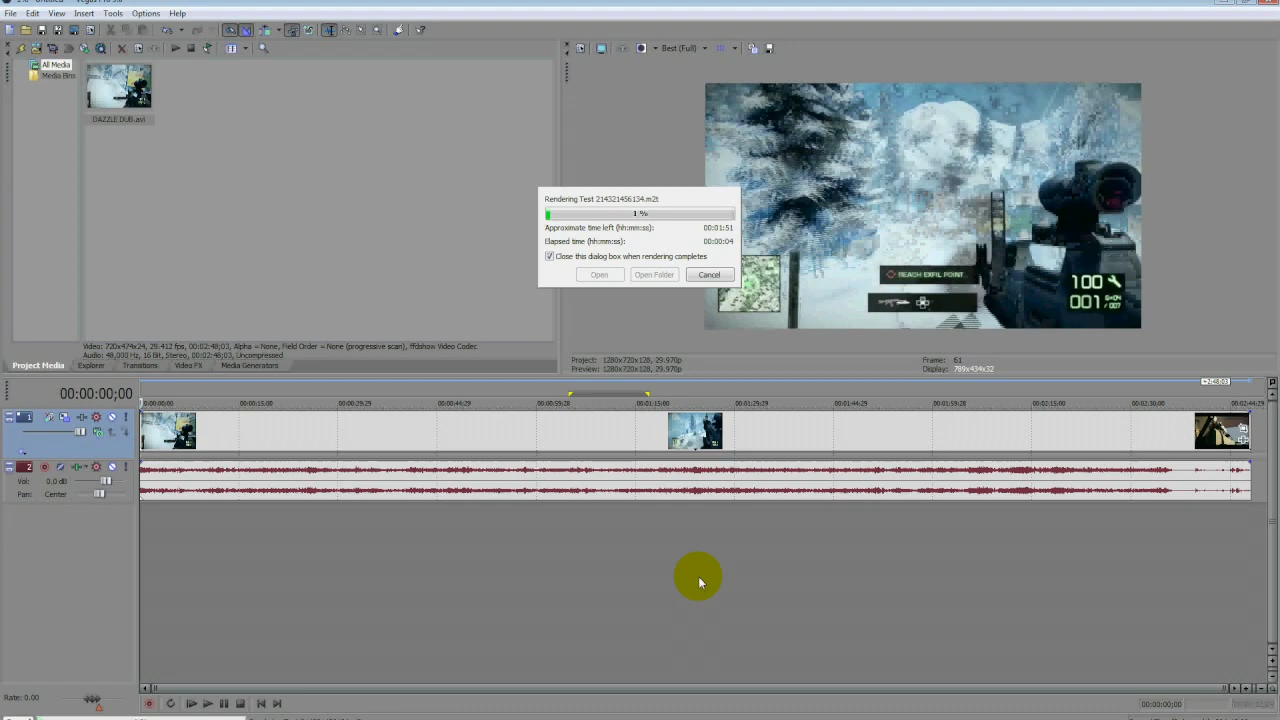 File Edit View Insert Tools Options Help
All Media
Media Bins
DAZZLE DUB.avi
Best (Full)
Rendering Test 214321456134.m2t
1 %
Approximate time left (hh:mm:ss): 00:01:51
Elapsed time (hh:mm:ss): 00:00:04
Close this dialog box when rendering completes
Open Open Folder Cancel
REACH EXFIL POINT
100
001
Video: 720x474x24, 29.412 fps, 00:02:48;03, Alpha = None, Field Order = None (progressive scan), ffdshow Video Codec
Audio: 48,000 Hz, 16 Bit, Stereo, 00:02:48;03, Uncompressed
Project Media Explorer Transitions Video FX Media Generators
Project: 1280x720x128, 29.970p
Preview: 1280x720x128, 29.970p
Frame: 61
Display: 789x434x32
00:00:00;00
+2:48;03
00:00:00;00 00:00:15;00 00:00:29;29 00:00:44;29 00:00:59;28 00:01:15;00 00:01:29;29 00:01:44;29 00:01:59;28 00:02:15;00 00:02:30;00 00:02:44;29
1
2
Vol: 0.0 dB
Pan: Center
Rate: 0.00
00:00:00;00